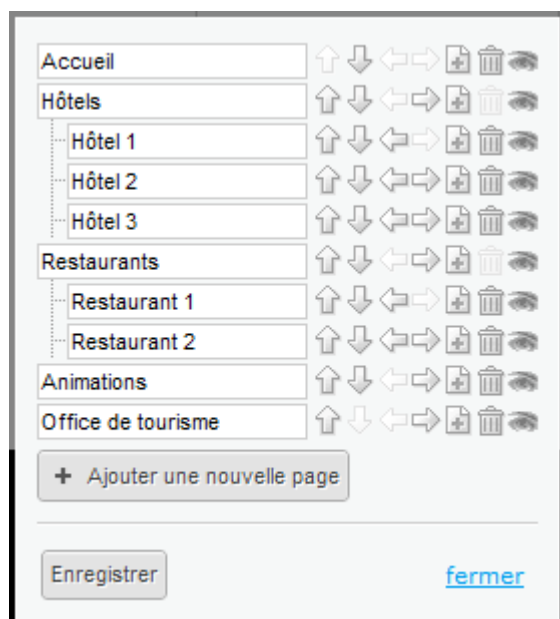 Accueil
Hôtels
Hôtel 1
Hôtel 2
Hôtel 3
Restaurants
Restaurant 1
Restaurant 2
Animations
Office de tourisme
+ Ajouter une nouvelle page
Enregistrer
fermer